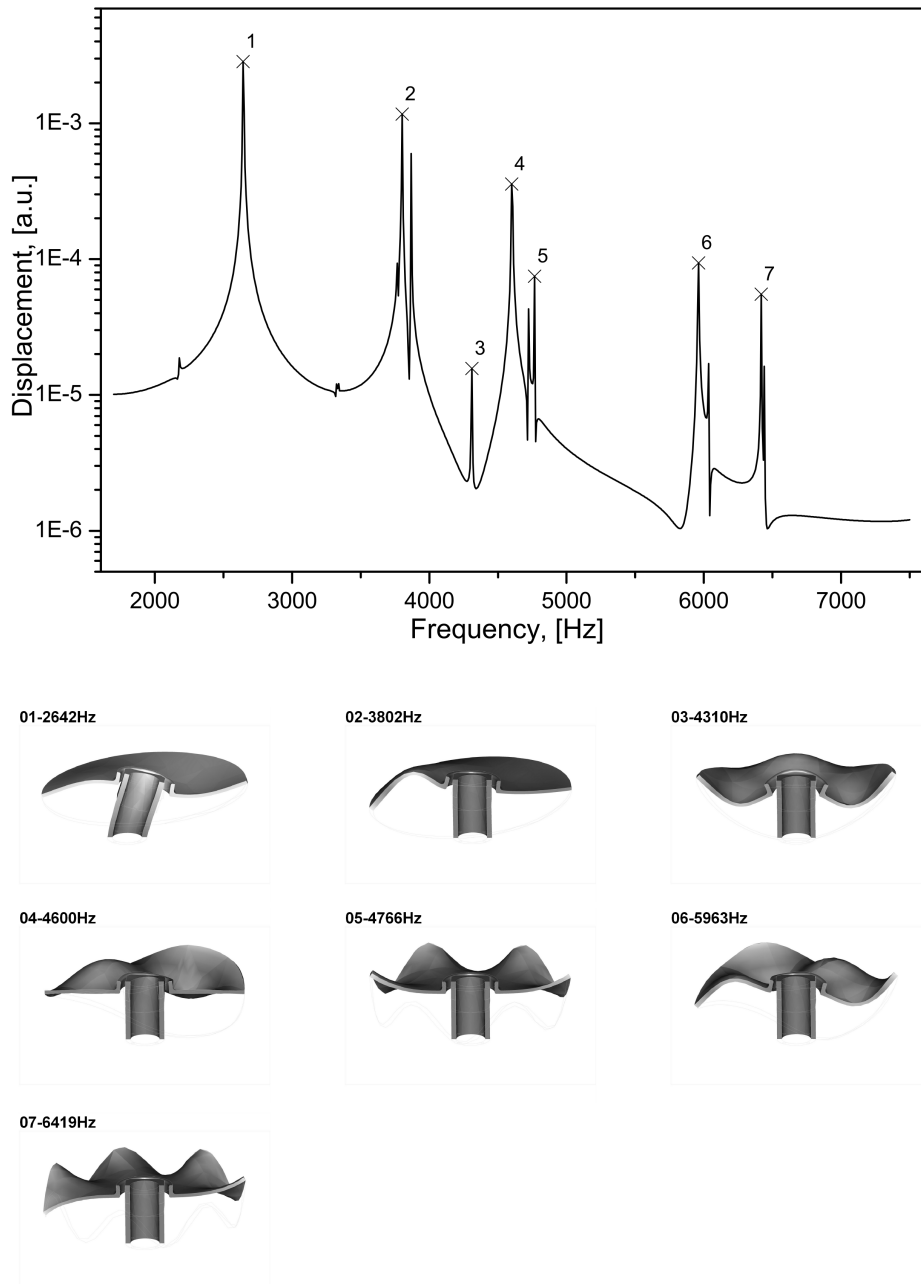 1
2
3
4
5
6
7
1E-3
1E-4
1E-5
1E-6
Displacement, [a.u.]
2000 3000 4000 5000 6000 7000
Frequency, [Hz]
01-2642Hz 02-3802Hz 03-4310Hz
04-4600Hz 05-4766Hz 06-5963Hz
07-6419Hz